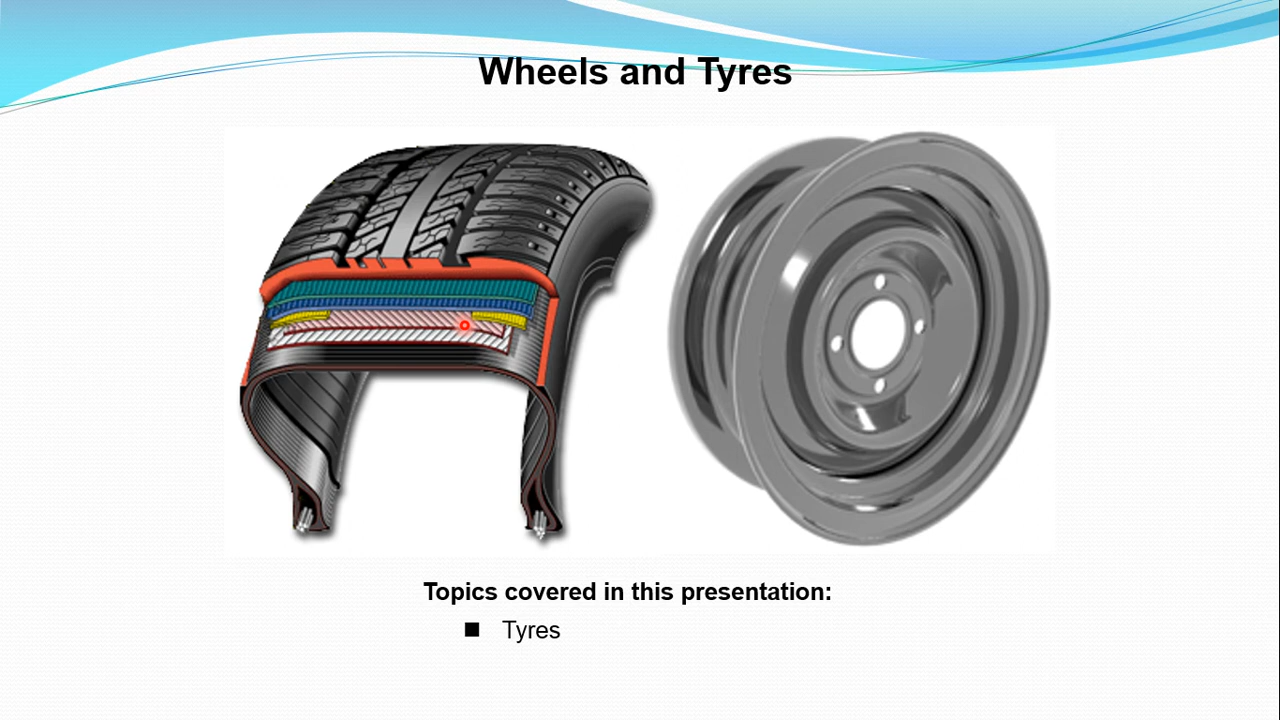 Wheels and Tyres
Topics covered in this presentation:
■ Tyres